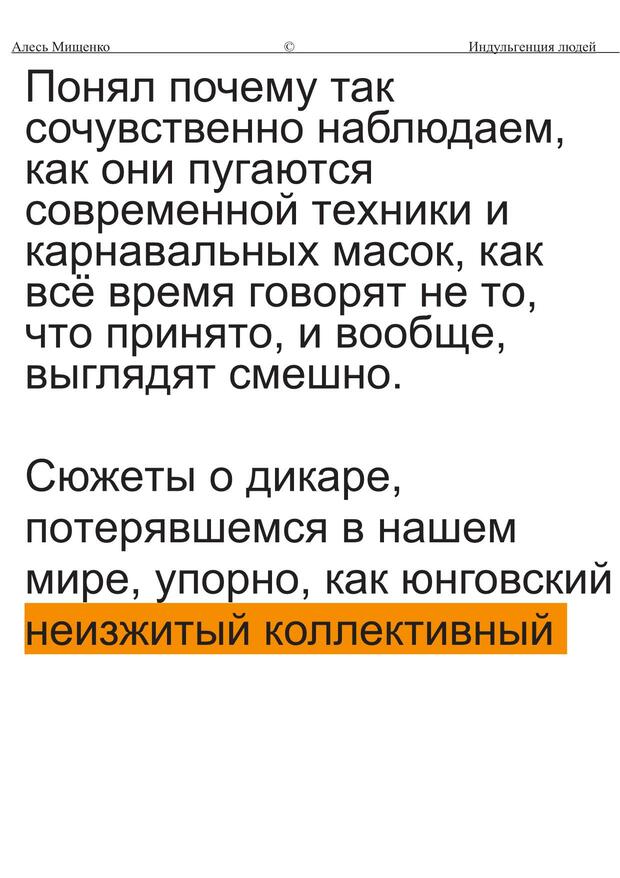 Алесь Мищенко © Индульгенция людей
Понял почему так
сочувственно наблюдаем,
как они пугаются
современной техники и
карнавальных масок, как
всё время говорят не то,
что принято, и вообще,
выглядят смешно.
Сюжеты о дикаре,
потерявшемся в нашем
мире, упорно, как юнговский
неизжитый коллективный